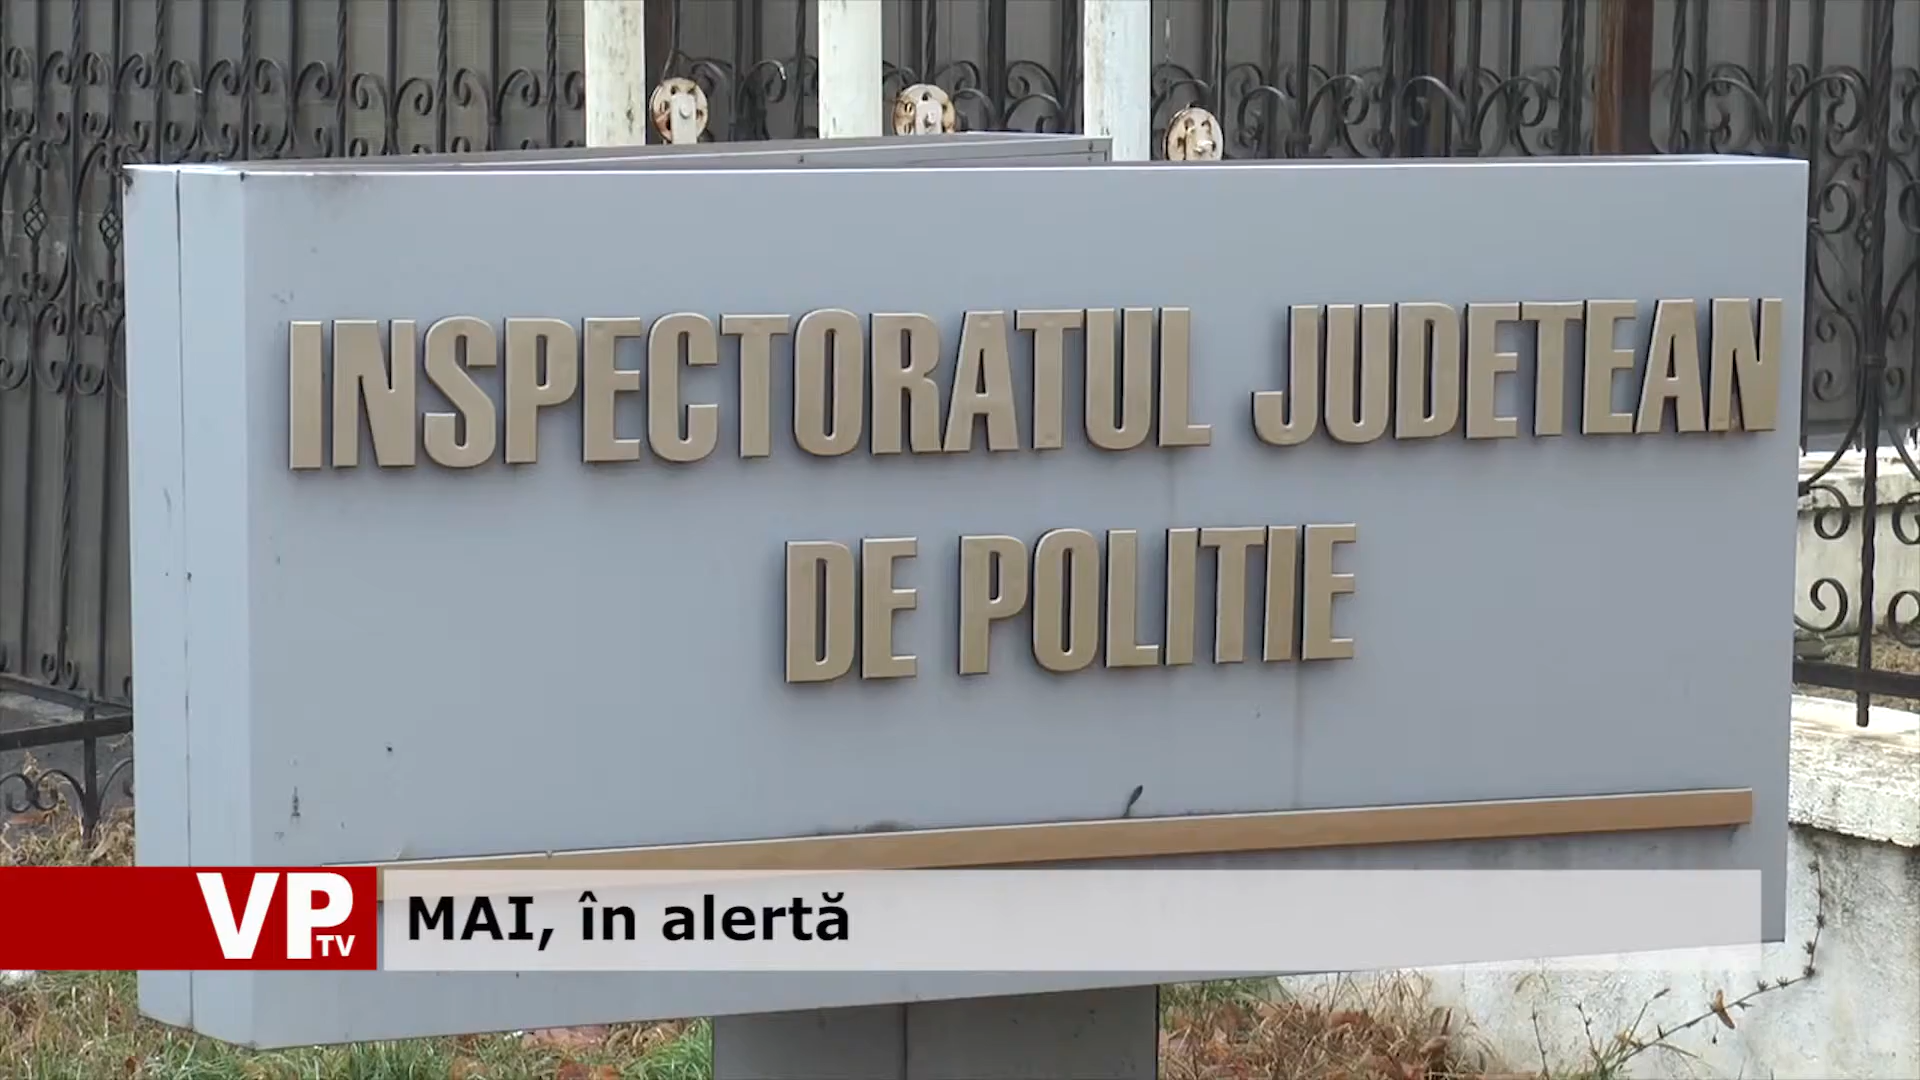 INSPECTORATUL JUDETEAN
DE POLITIE
VP TV
MAI, în alertă